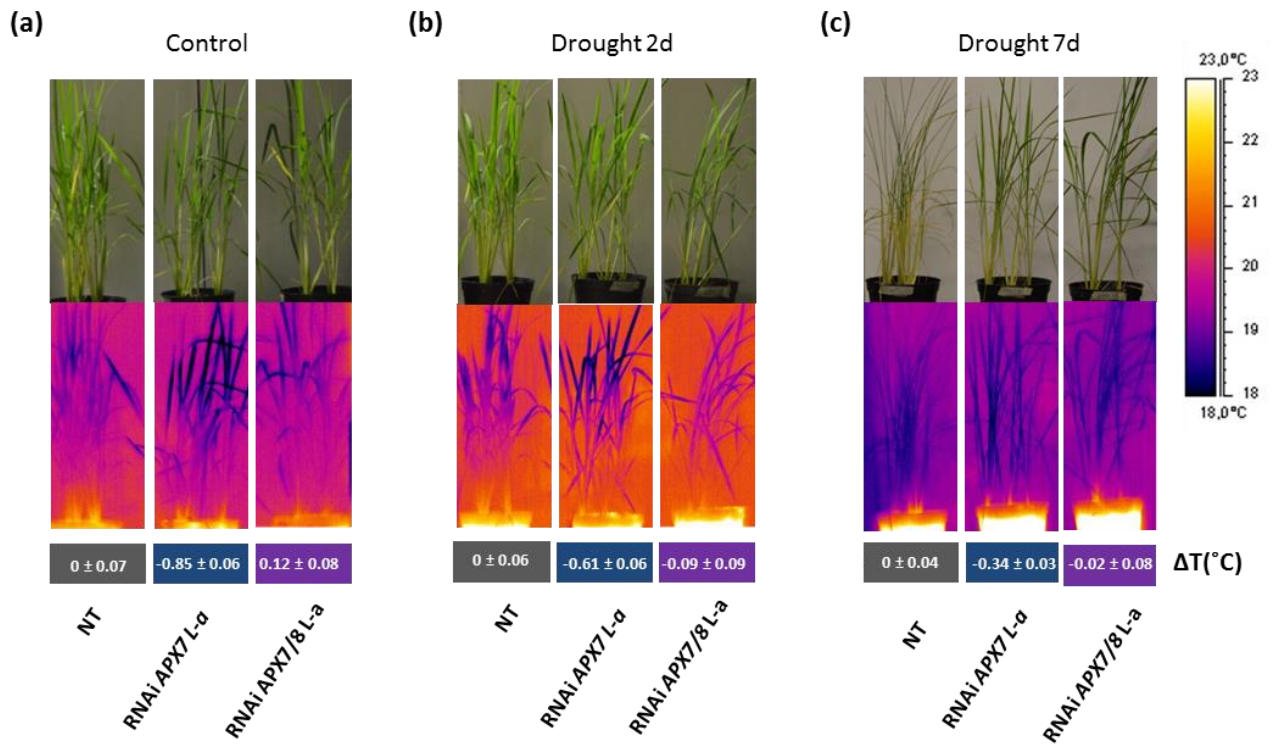 (a)
Control
(b)
Drought 2d
(c)
Drought 7d
23,0°C
23
22
21
20
19
18
18,0°C
0 ± 0.07
-0.85 ± 0.06
0.12 ± 0.08
0 ± 0.06
-0.61 ± 0.06
-0.09 ± 0.09
0 ± 0.04
-0.34 ± 0.03
-0.02 ± 0.08
ΔT(°C)
NT
RNAi APX7 L-a
RNAi APX7/8 L-a
NT
RNAi APX7 L-a
RNAi APX7/8 L-a
NT
RNAi APX7 L-a
RNAi APX7/8 L-a